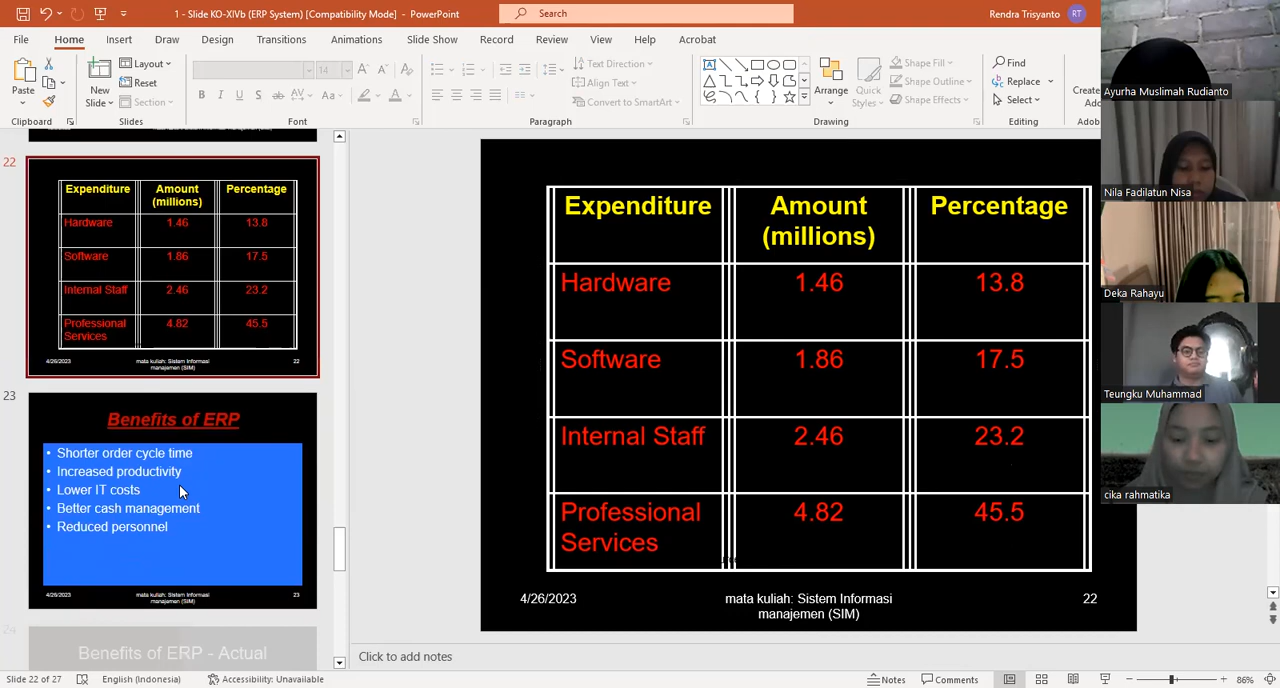 1 - Slide KO-XIVb (ERP System) [Compatibility Mode] - PowerPoint
Search
Rendra Trisyanto
RT
File Home Insert Draw Design Transitions Animations Slide Show Record Review View Help Acrobat
Paste
Clipboard
New Slide
Layout
Reset
Section
Slides
14
Font
Paragraph
Text Direction
Align Text
Convert to SmartArt
Arrange
Quick Styles
Shape Fill
Shape Outline
Shape Effects
Drawing
Find
Replace
Select
Editing
22
Expenditure Amount (millions) Percentage
Hardware 1.46 13.8
Software 1.86 17.5
Internal Staff 2.46 23.2
Professional Services 4.82 45.5
4/26/2023
mata kuliah: Sistem Informasi
manajemen (SIM)
22
23
Benefits of ERP
• Shorter order cycle time
• Increased productivity
• Lower IT costs
• Better cash management
• Reduced personnel
4/26/2023
mata kuliah: Sistem Informasi
manajemen (SIM)
23
24
Benefits of ERP - Actual
Expenditure Amount (millions) Percentage
Hardware 1.46 13.8
Software 1.86 17.5
Internal Staff 2.46 23.2
Professional Services 4.82 45.5
4/26/2023
mata kuliah: Sistem Informasi
manajemen (SIM)
22
Click to add notes
Slide 22 of 27
English (Indonesia)
Accessibility: Unavailable
Notes
Comments
86%
Ayurha Muslimah Rudianto
Nila Fadilatun Nisa
Deka Rahayu
Teungku Muhammad
cika rahmatika